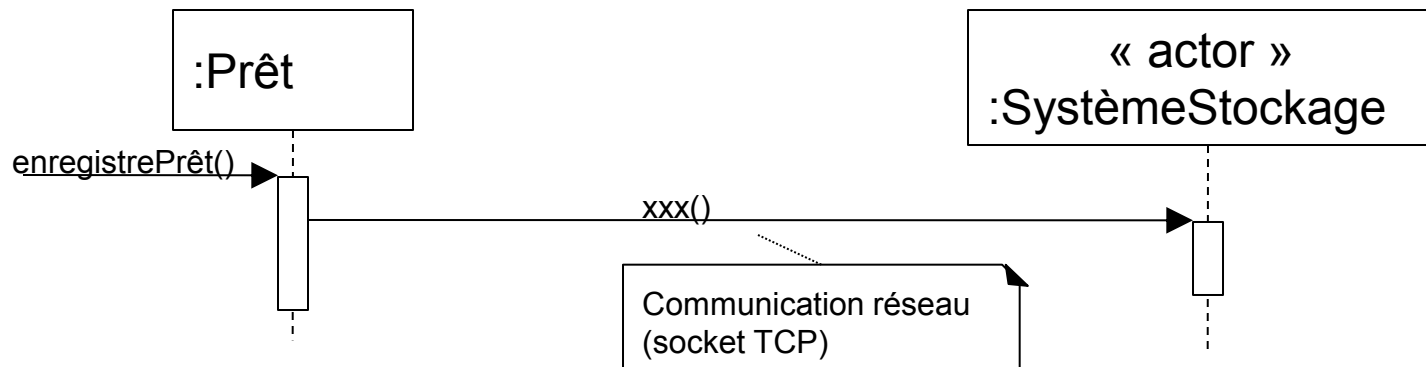 :Prêt
« actor »
:SystèmeStockage
enregistrePrêt()
xxx()
Communication réseau
(socket TCP)